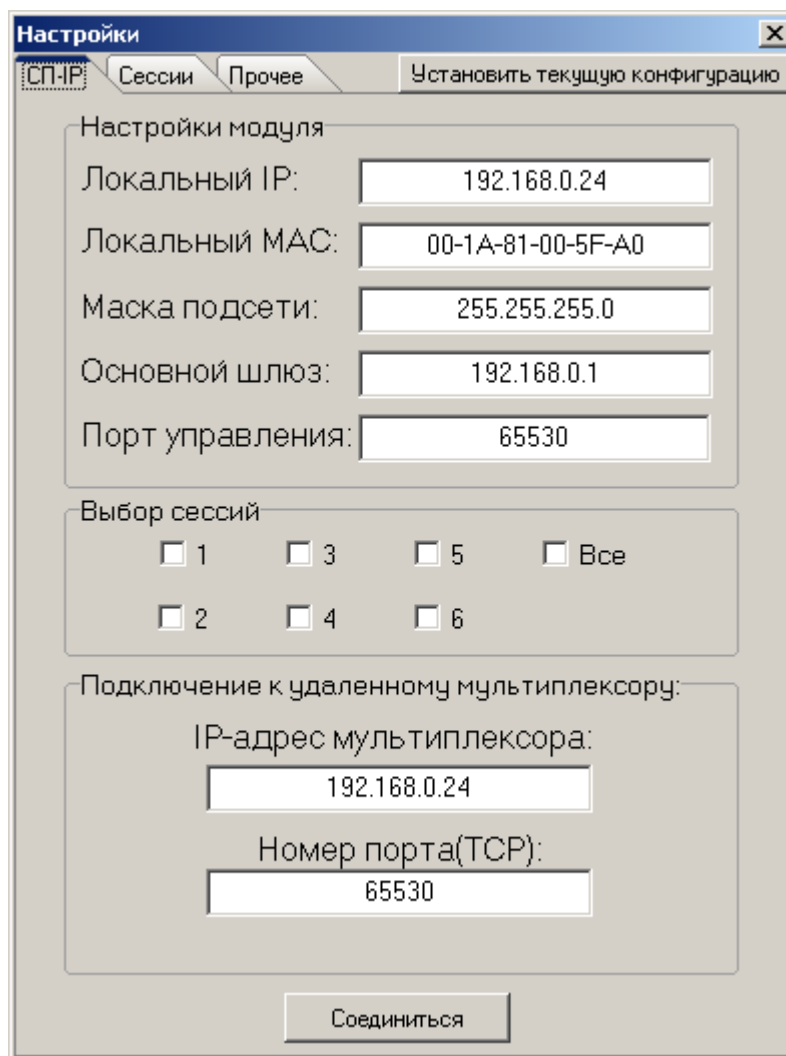 Настройки
СП-IP Сессии Прочее Установить текущую конфигурацию
Настройки модуля
Локальный IP: 192.168.0.24
Локальный MAC: 00-1A-81-00-5F-A0
Маска подсети: 255.255.255.0
Основной шлюз: 192.168.0.1
Порт управления: 65530
Выбор сессий
1 3 5 Все
2 4 6
Подключение к удаленному мультиплексору:
IP-адрес мультиплексора:
192.168.0.24
Номер порта(TCP):
65530
Соединиться